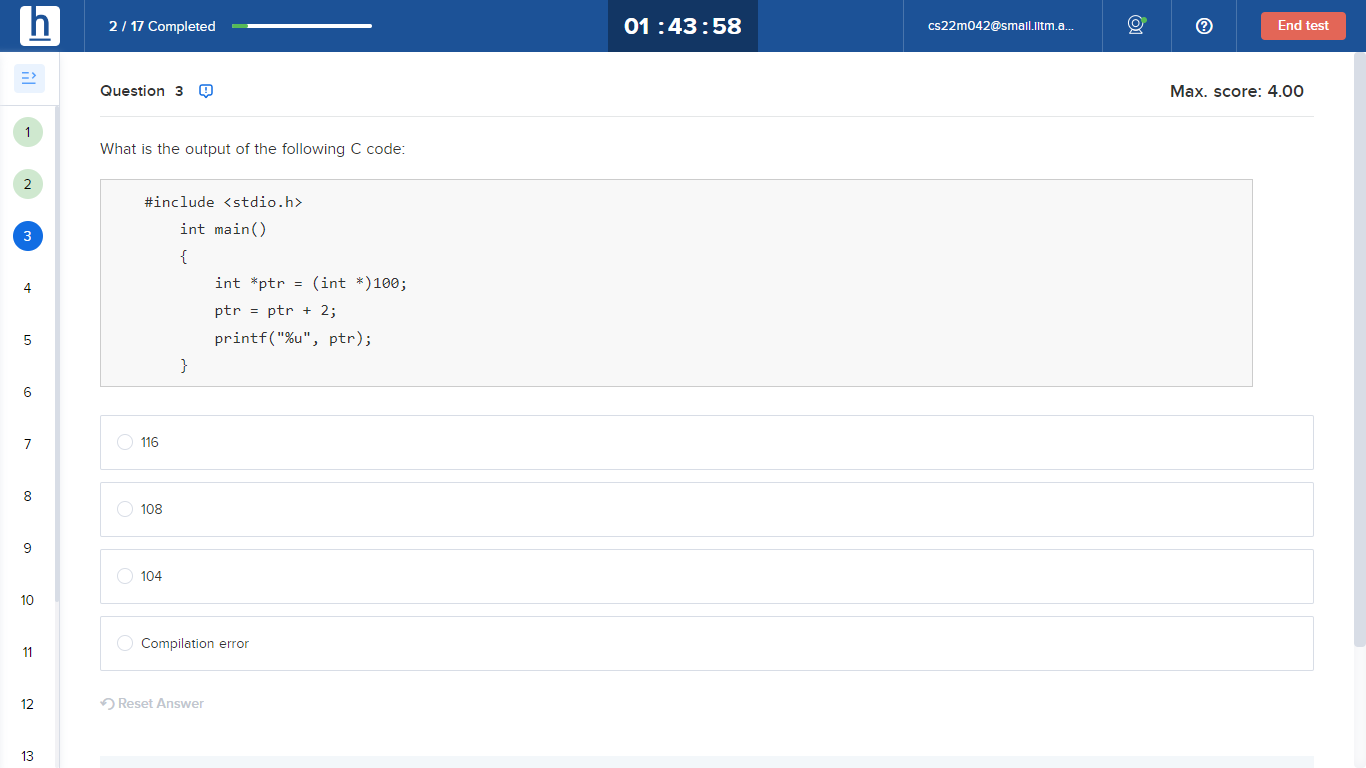 h
2 / 17 Completed
01 : 43 : 58
cs22m042@smail.iitm.a...
End test
Question 3
Max. score: 4.00
What is the output of the following C code:
#include <stdio.h>
int main()
{
int *ptr = (int *)100;
ptr = ptr + 2;
printf("%u", ptr);
}
116
108
104
Compilation error
Reset Answer
1
2
3
4
5
6
7
8
9
10
11
12
13